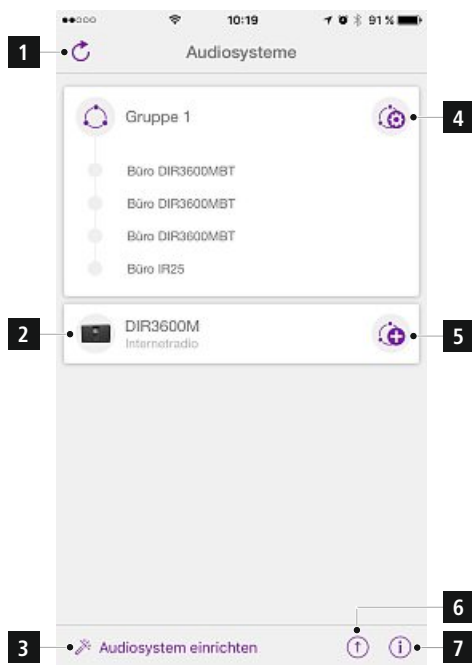 10:19 91 %
1 Audiosysteme
Gruppe 1 4
Büro DIR3600MBT
Büro DIR3600MBT
Büro DIR3600MBT
Büro IR25
2 DIR3600M 5
Internetradio
6
3 Audiosystem einrichten 7